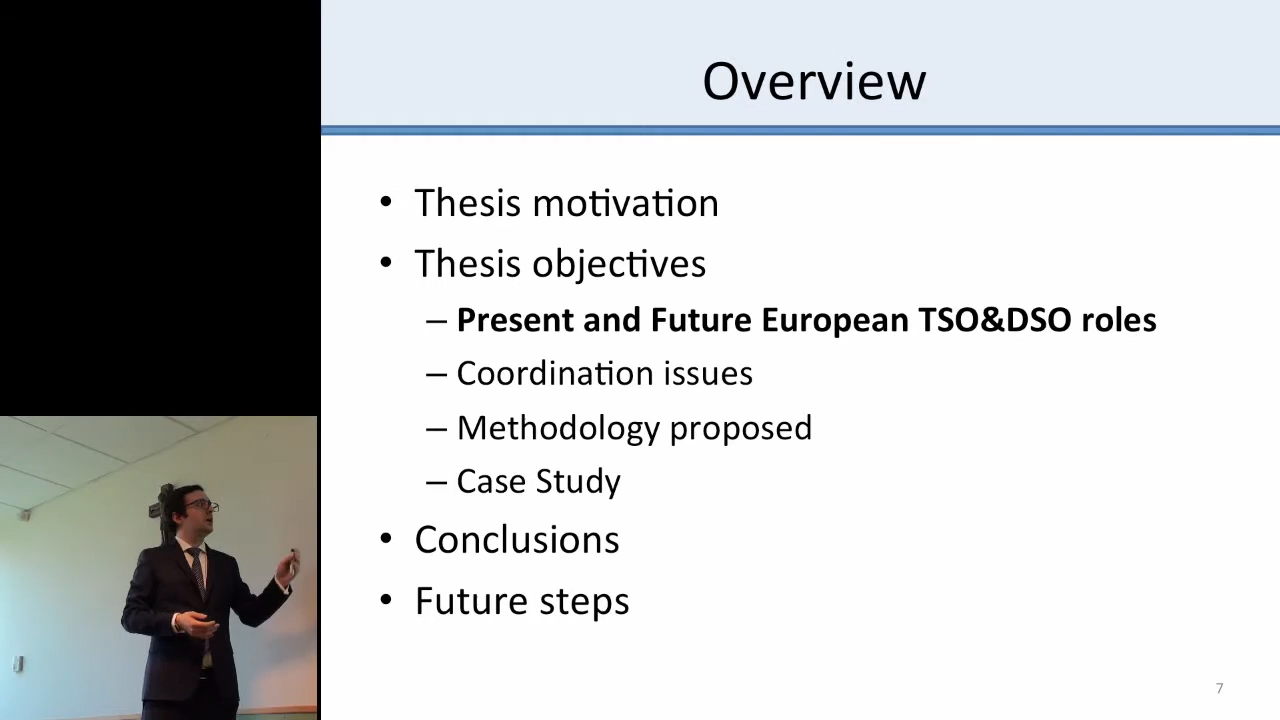 Overview
• Thesis motivation
• Thesis objectives
– Present and Future European TSO&DSO roles
– Coordination issues
– Methodology proposed
– Case Study
• Conclusions
• Future steps
7